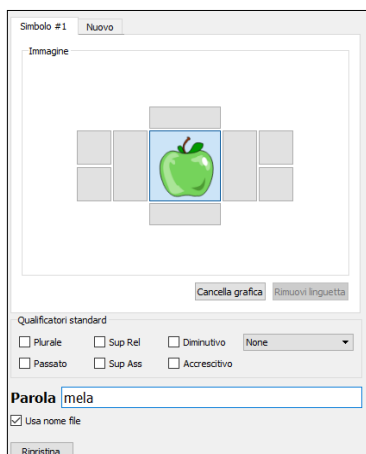 Simbolo #1 Nuovo
Immagine
Cancella grafica Rimuovi linguetta
Qualificatori standard
Plurale Sup Rel Diminutivo None
Passato Sup Ass Accrescitivo
Parola mela
Usa nome file
Ripristina